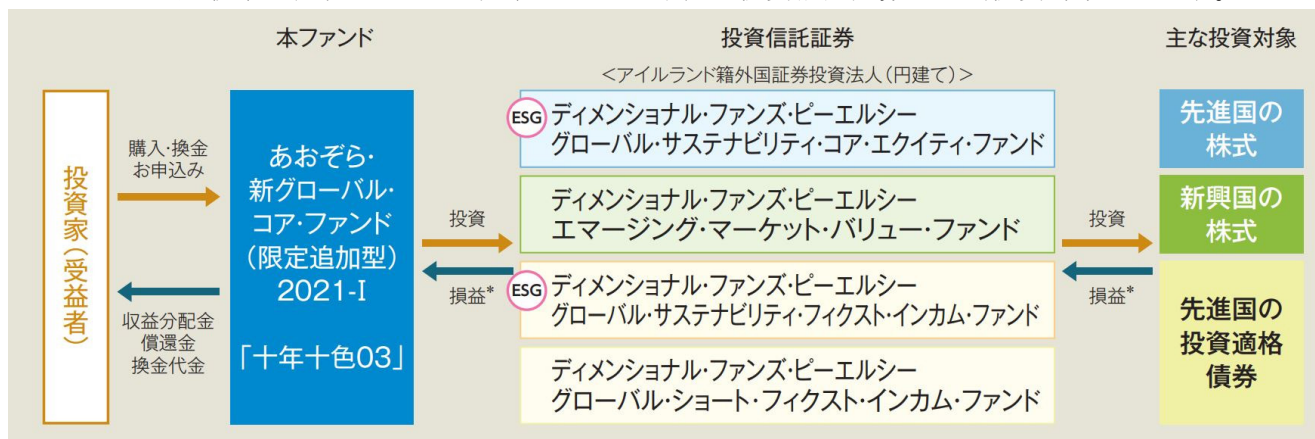 本ファンド
投資信託証券
主な投資対象
<アイルランド籍外国証券投資法人(円建て)>
投資家(受益者)
購入・換金
お申込み
収益分配金
償還金
換金代金
あおぞら・
新グローバル・
コア・ファンド
(限定追加型)
2021-I
「十年十色03」
投資
損益*
ESG
ディメンショナル・ファンズ・ピーエルシー
グローバル・サステナビリティ・コア・エクイティ・ファンド
ディメンショナル・ファンズ・ピーエルシー
エマージング・マーケット・バリュー・ファンド
ESG
ディメンショナル・ファンズ・ピーエルシー
グローバル・サステナビリティ・フィクスト・インカム・ファンド
ディメンショナル・ファンズ・ピーエルシー
グローバル・ショート・フィクスト・インカム・ファンド
投資
損益*
先進国の
株式
新興国の
株式
先進国の
投資適格
債券